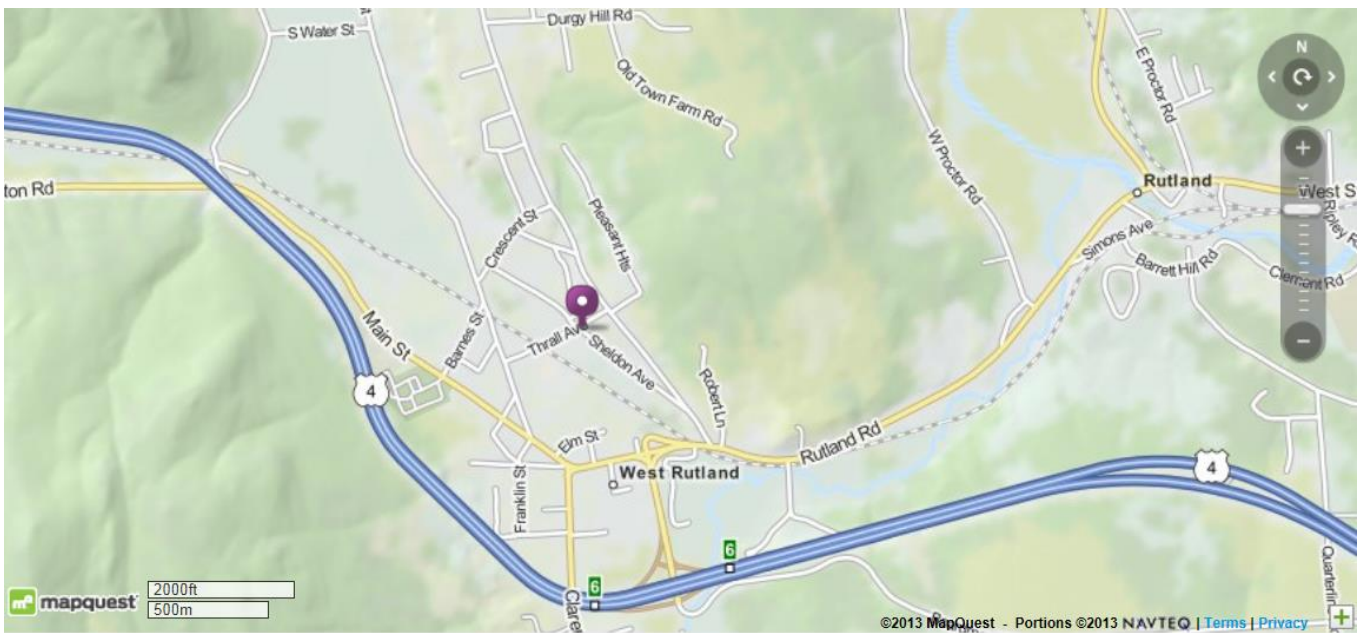 Durgy Hill Rd
S Water St
Old Town Farm Rd
E Proctor Rd
N
W Proctor Rd
ton Rd
Rutland
West S
Ripley R
Crescent St
Pleasant Hts
Simons Ave
Barrett Hill Rd
Clement Rd
Main St
Barnes St
Thrall Ave
Sheldon Ave
Robert Ln
4
Elm St
Rutland Rd
West Rutland
4
Franklin St
6
6
Quarterlin
Clare
2000ft
500m
mapquest
©2013 MapQuest - Portions ©2013 NAVTEQ | Terms | Privacy